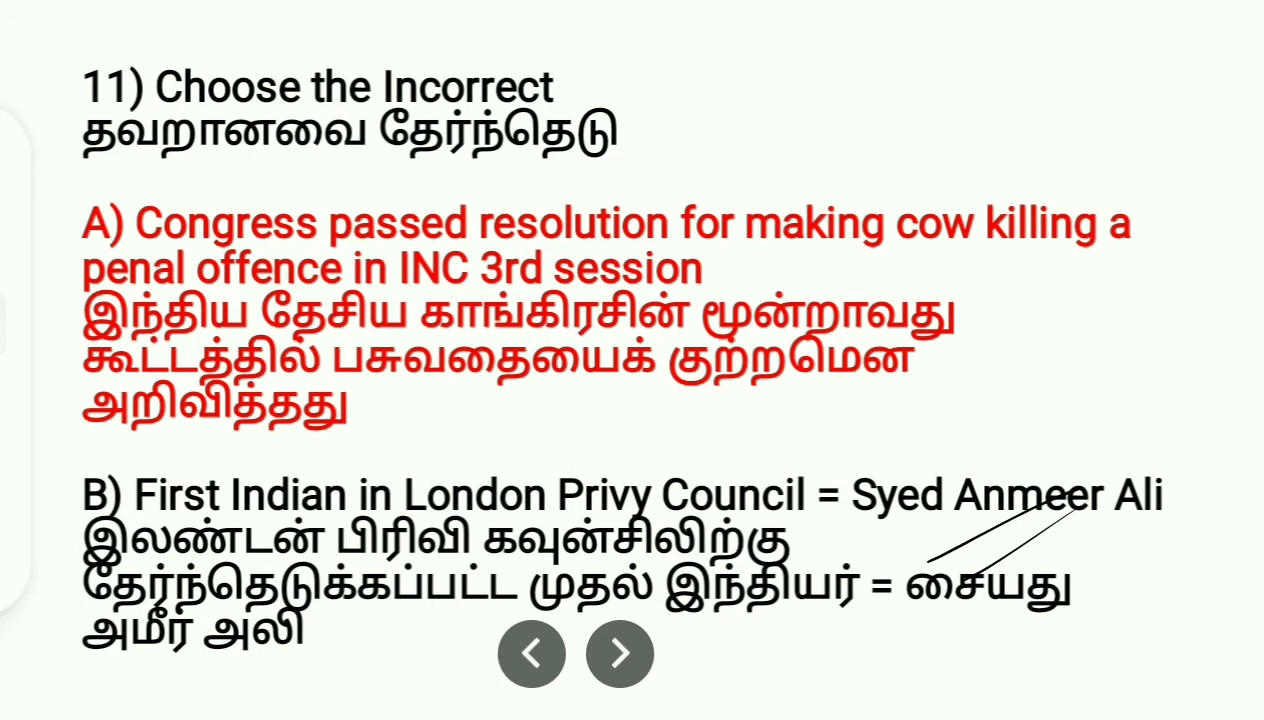 11) Choose the Incorrect
தவறானவை தேர்ந்தெடு
A) Congress passed resolution for making cow killing a
penal offence in INC 3rd session
இந்திய தேசிய காங்கிரசின் மூன்றாவது
கூட்டத்தில் பசுவதையைக் குற்றமென
அறிவித்தது
B) First Indian in London Privy Council = Syed Anmeer Ali
இலண்டன் பிரிவி கவுன்சிலிற்கு
தேர்ந்தெடுக்கப்பட்ட முதல் இந்தியர் = சையது
அமீர் அலி